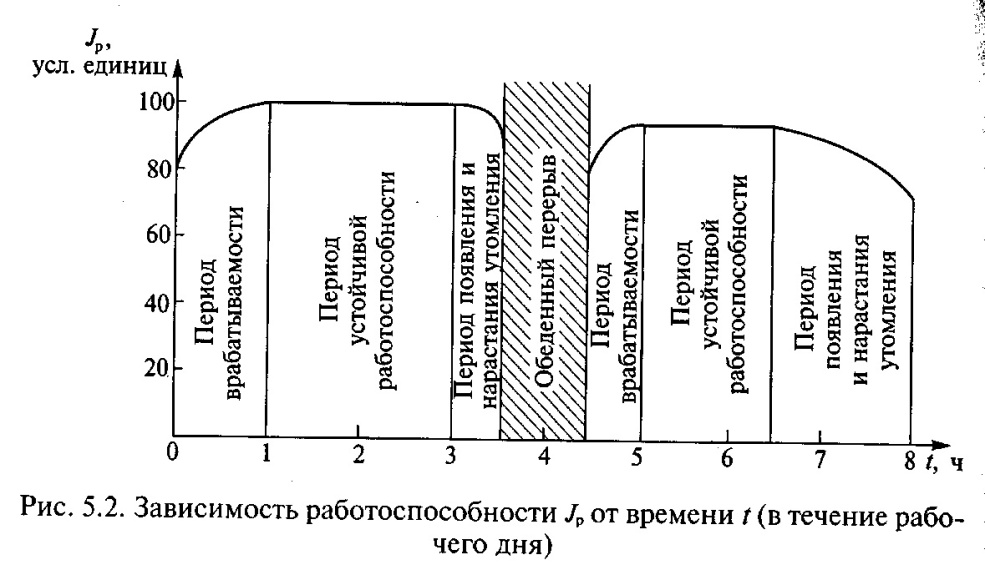 Jр,
усл. единиц
100
80
60
40
20
Период
врабатываемости
Период
устойчивой
работоспособности
Период появления и
нарастания утомления
Обеденный перерыв
Период
врабатываемости
Период
устойчивой
работоспособности
Период
появления
и нарастания
утомления
0 1 2 3 4 5 6 7 8 t, ч
Рис. 5.2. Зависимость работоспособности Jр от времени t (в течение рабо-
чего дня)